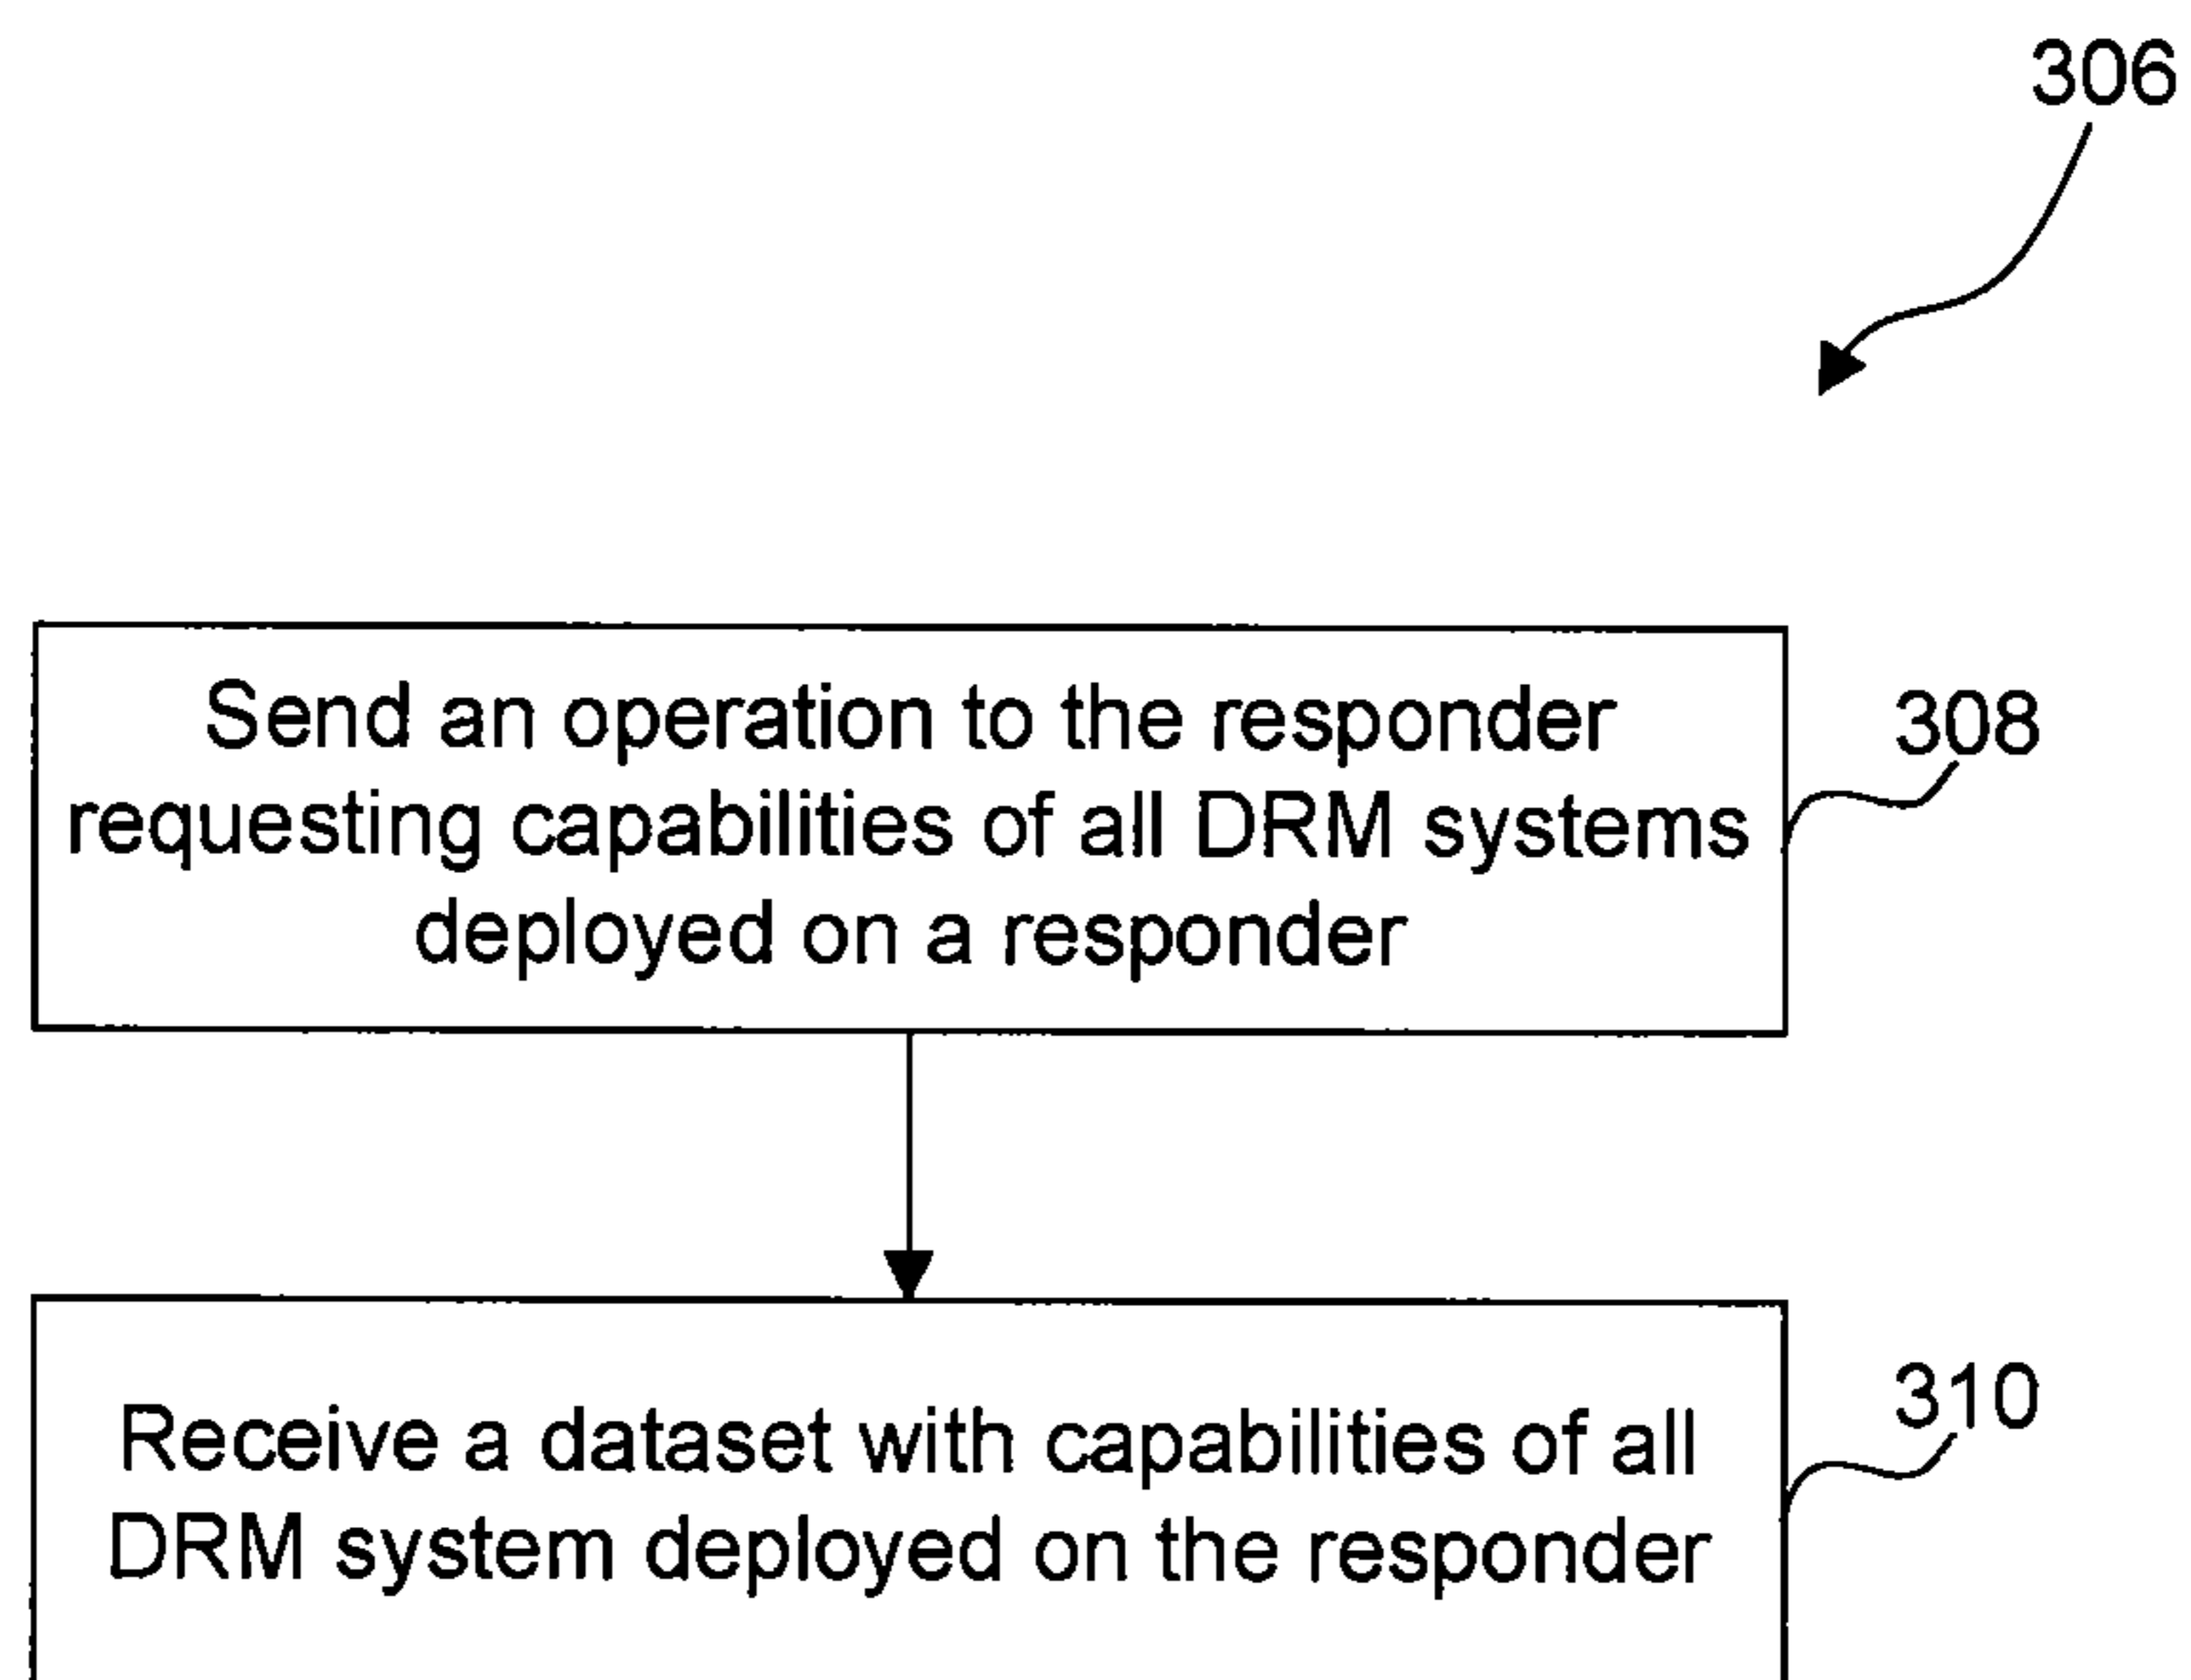 306
Send an operation to the responder
requesting capabilities of all DRM systems
deployed on a responder
308
Receive a dataset with capabilities of all
DRM system deployed on the responder
310